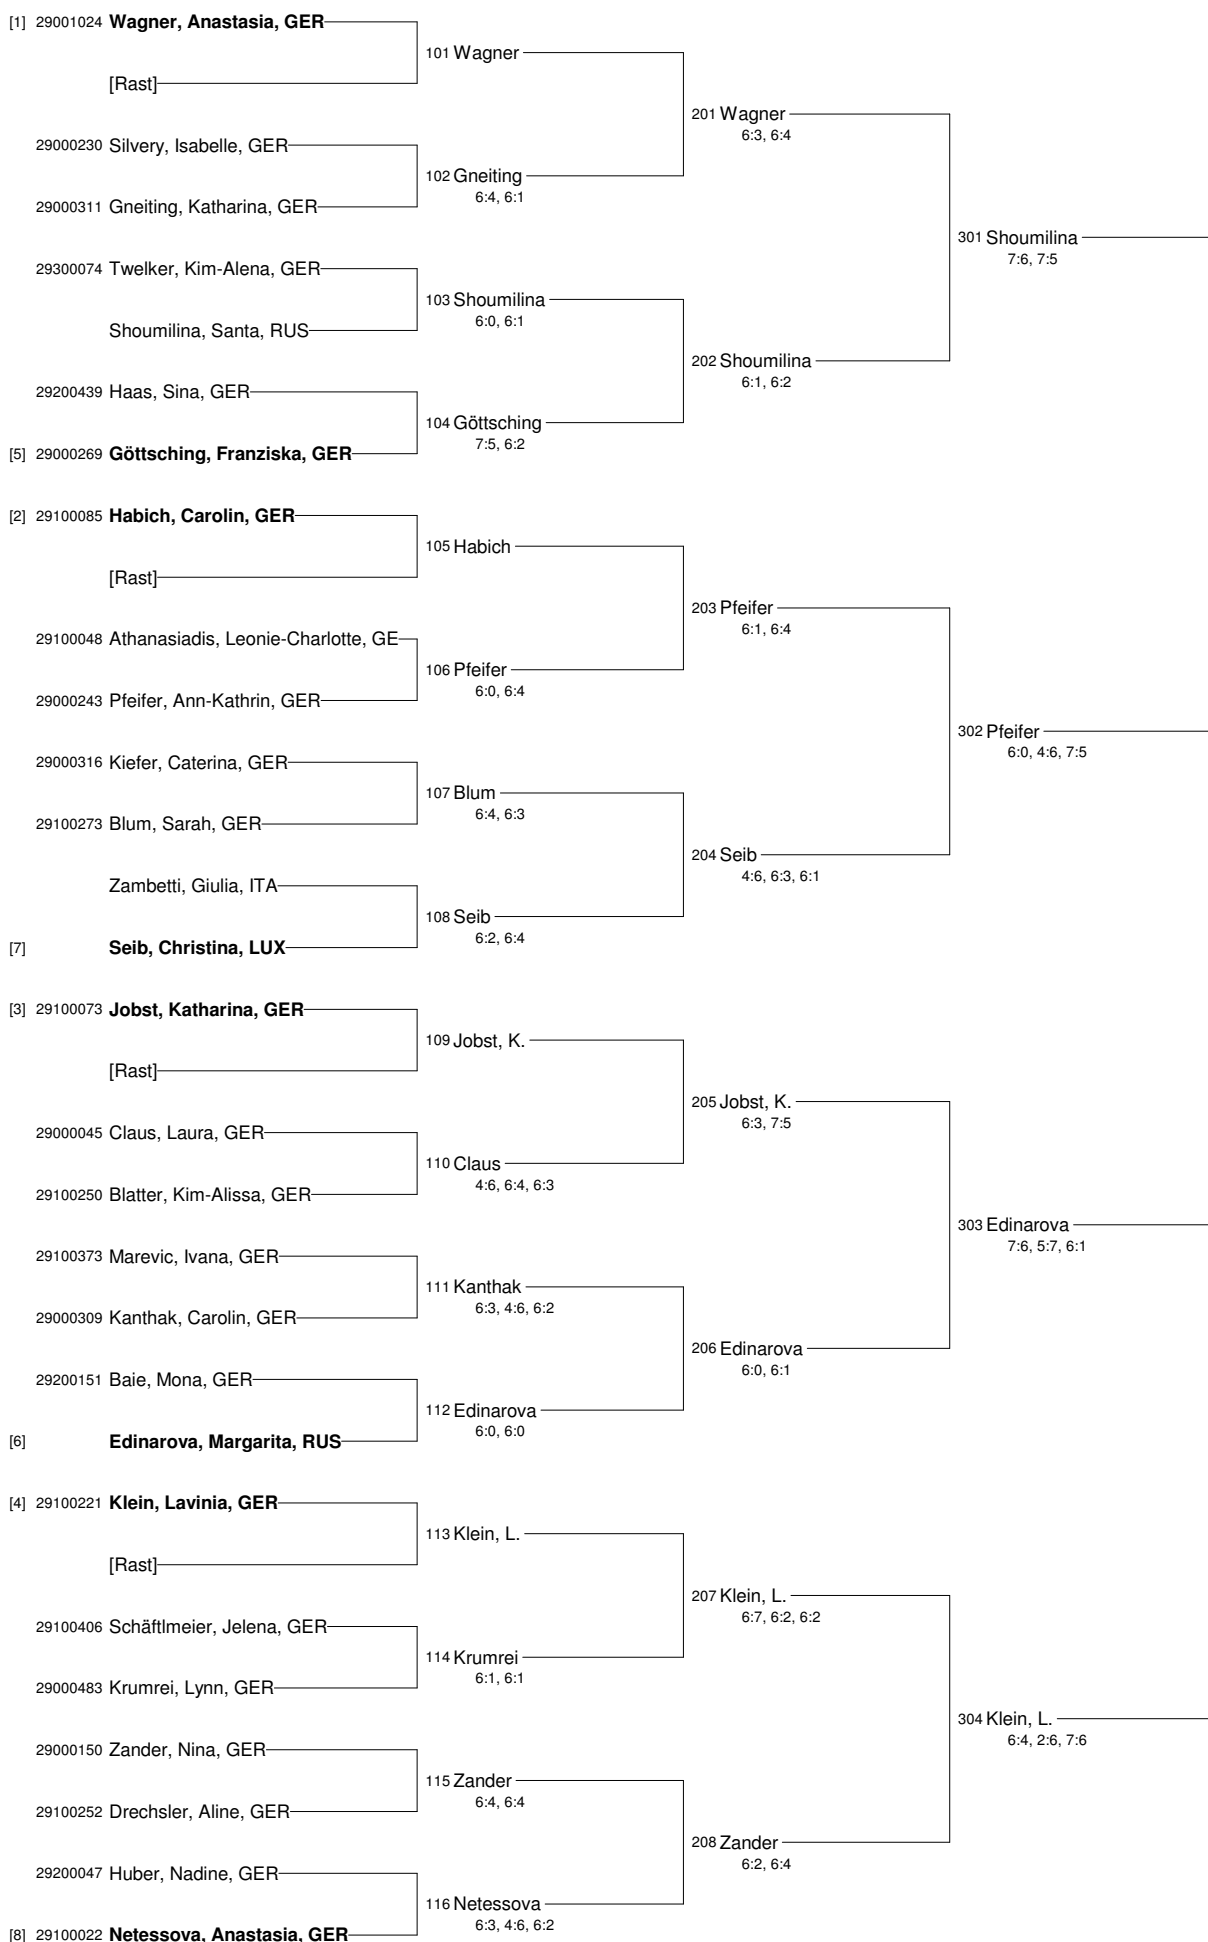 [1] 29001024 Wagner, Anastasia, GER
101 Wagner
[Rast]
201 Wagner
6:3, 6:4
29000230 Silvery, Isabelle, GER
102 Gneiting
6:4, 6:1
29000311 Gneiting, Katharina, GER
301 Shoumilina
7:6, 7:5
29300074 Twelker, Kim-Alena, GER
103 Shoumilina
6:0, 6:1
Shoumilina, Santa, RUS
202 Shoumilina
6:1, 6:2
29200439 Haas, Sina, GER
104 Göttsching
7:5, 6:2
[5] 29000269 Göttsching, Franziska, GER
[2] 29100085 Habich, Carolin, GER
105 Habich
[Rast]
203 Pfeifer
6:1, 6:4
29100048 Athanasiadis, Leonie-Charlotte, GE
106 Pfeifer
6:0, 6:4
29000243 Pfeifer, Ann-Kathrin, GER
302 Pfeifer
6:0, 4:6, 7:5
29000316 Kiefer, Caterina, GER
107 Blum
6:4, 6:3
29100273 Blum, Sarah, GER
204 Seib
4:6, 6:3, 6:1
Zambetti, Giulia, ITA
108 Seib
6:2, 6:4
[7] Seib, Christina, LUX
[3] 29100073 Jobst, Katharina, GER
109 Jobst, K.
[Rast]
205 Jobst, K.
6:3, 7:5
29000045 Claus, Laura, GER
110 Claus
4:6, 6:4, 6:3
29100250 Blatter, Kim-Alissa, GER
303 Edinarova
7:6, 5:7, 6:1
29100373 Marevic, Ivana, GER
111 Kanthak
6:3, 4:6, 6:2
29000309 Kanthak, Carolin, GER
206 Edinarova
6:0, 6:1
29200151 Baie, Mona, GER
112 Edinarova
6:0, 6:0
[6] Edinarova, Margarita, RUS
[4] 29100221 Klein, Lavinia, GER
113 Klein, L.
[Rast]
207 Klein, L.
6:7, 6:2, 6:2
29100406 Schäftlmeier, Jelena, GER
114 Krumrei
6:1, 6:1
29000483 Krumrei, Lynn, GER
304 Klein, L.
6:4, 2:6, 7:6
29000150 Zander, Nina, GER
115 Zander
6:4, 6:4
29100252 Drechsler, Aline, GER
208 Zander
6:2, 6:4
29200047 Huber, Nadine, GER
116 Netessova
6:3, 4:6, 6:2
[8] 29100022 Netessova, Anastasia, GER